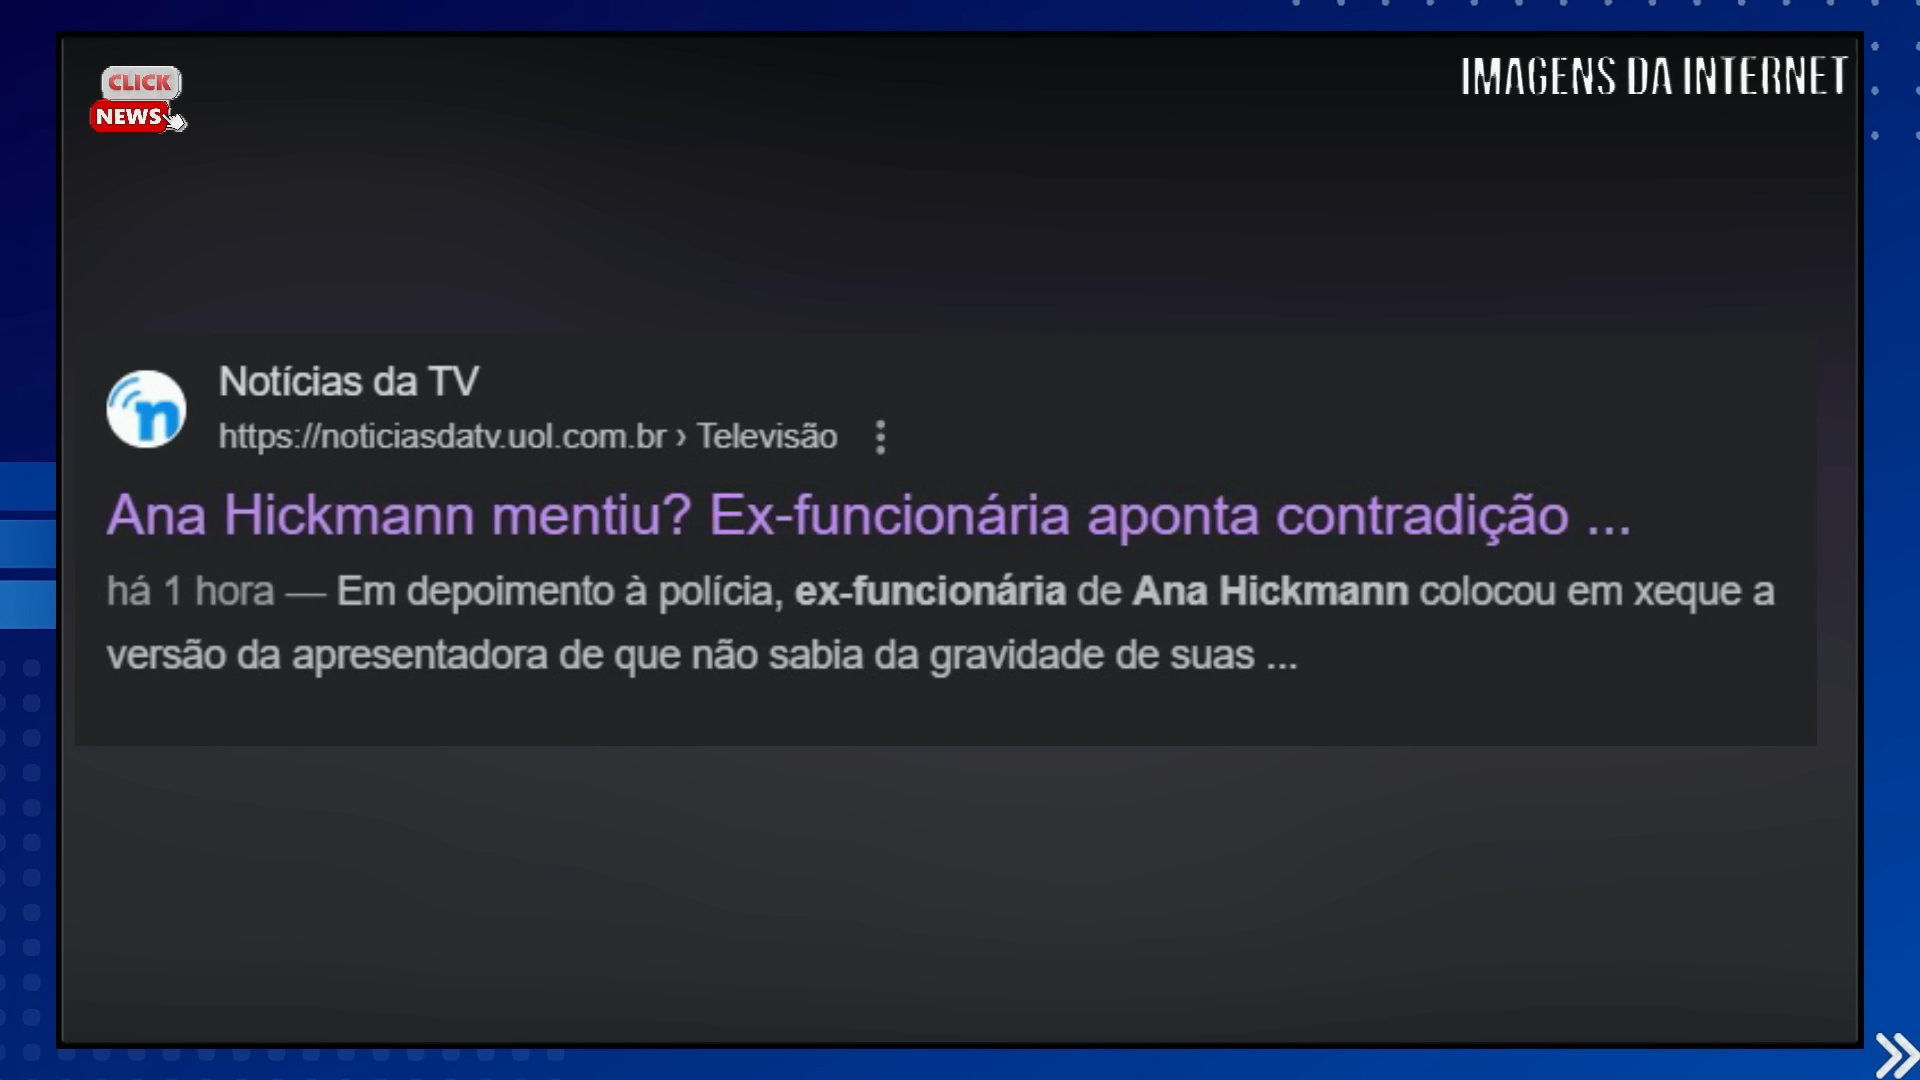 CLICK
NEWS
IMAGENS DA INTERNET
Notícias da TV
https://noticiasdatv.uol.com.br › Televisão
Ana Hickmann mentiu? Ex-funcionária aponta contradição ...
há 1 hora — Em depoimento à polícia, ex-funcionária de Ana Hickmann colocou em xeque a
versão da apresentadora de que não sabia da gravidade de suas ...